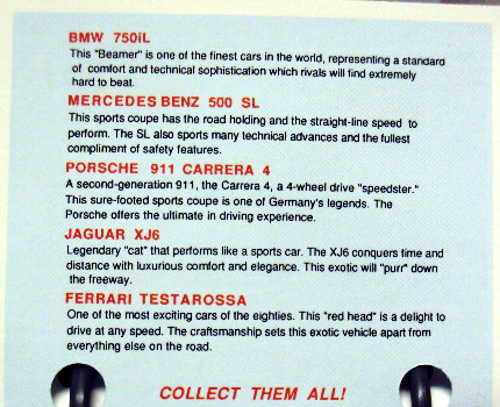 BMW 750iL
This "Beamer" is one of the finest cars in the world, representing a standard
of comfort and technical sophistication which rivals will find extremely
hard to beat.
MERCEDES BENZ 500 SL
This sports coupe has the road holding and the straight-line speed to
perform. The SL also sports many technical advances and the fullest
compliment of safety features.
PORSCHE 911 CARRERA 4
A second-generation 911, the Carrera 4, a 4-wheel drive "speedster."
This sure-footed sports coupe is one of Germany's legends. The
Porsche offers the ultimate in driving experience.
JAGUAR XJ6
Legendary "cat" that performs like a sports car. The XJ6 conquers time and
distance with luxurious comfort and elegance. This exotic will "purr" down
the freeway.
FERRARI TESTAROSSA
One of the most exciting cars of the eighties. This "red head" is a delight to
drive at any speed. The craftsmanship sets this exotic vehicle apart from
everything else on the road.
COLLECT THEM ALL!